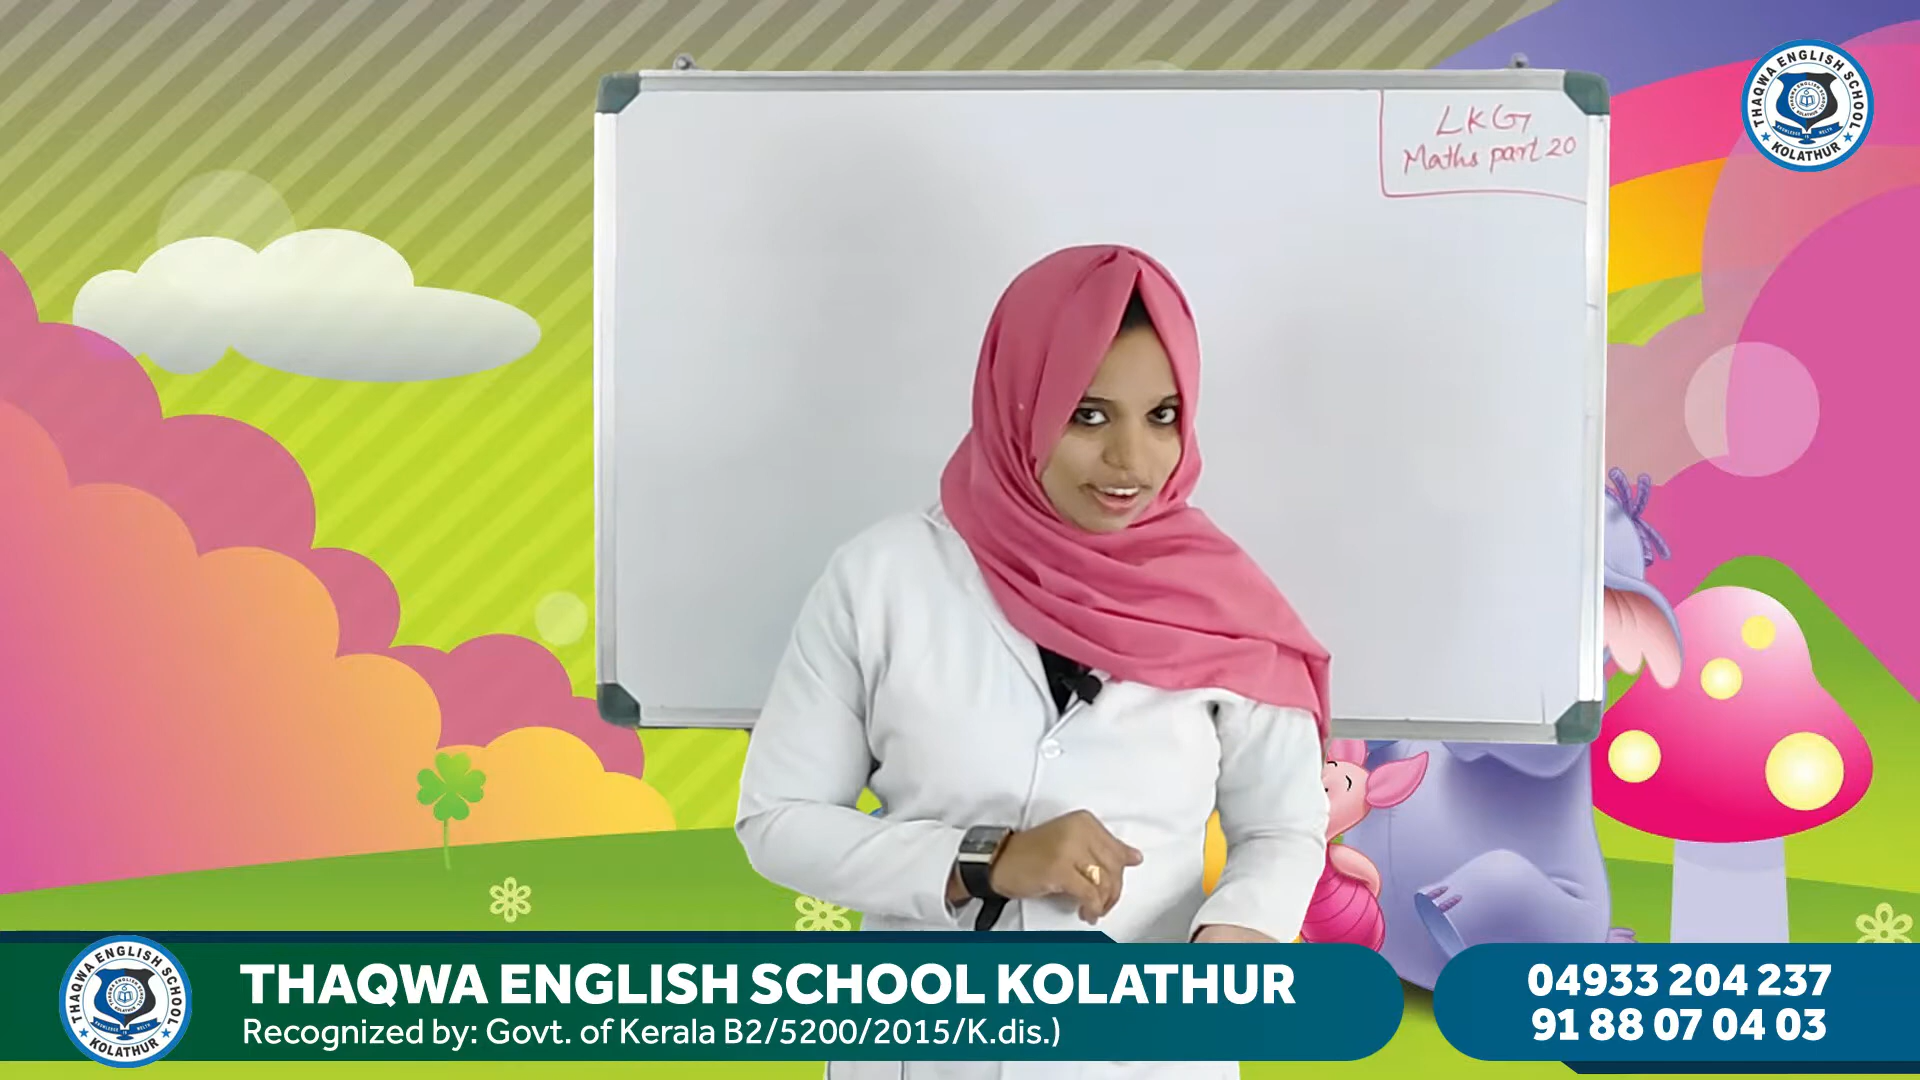 LKG
Maths part 20
THAQWA ENGLISH SCHOOL
KOLATHUR
THAQWA ENGLISH SCHOOL
KOLATHUR
THAQWA ENGLISH SCHOOL KOLATHUR
Recognized by: Govt. of Kerala B2/5200/2015/K.dis.)
04933 204 237
91 88 07 04 03